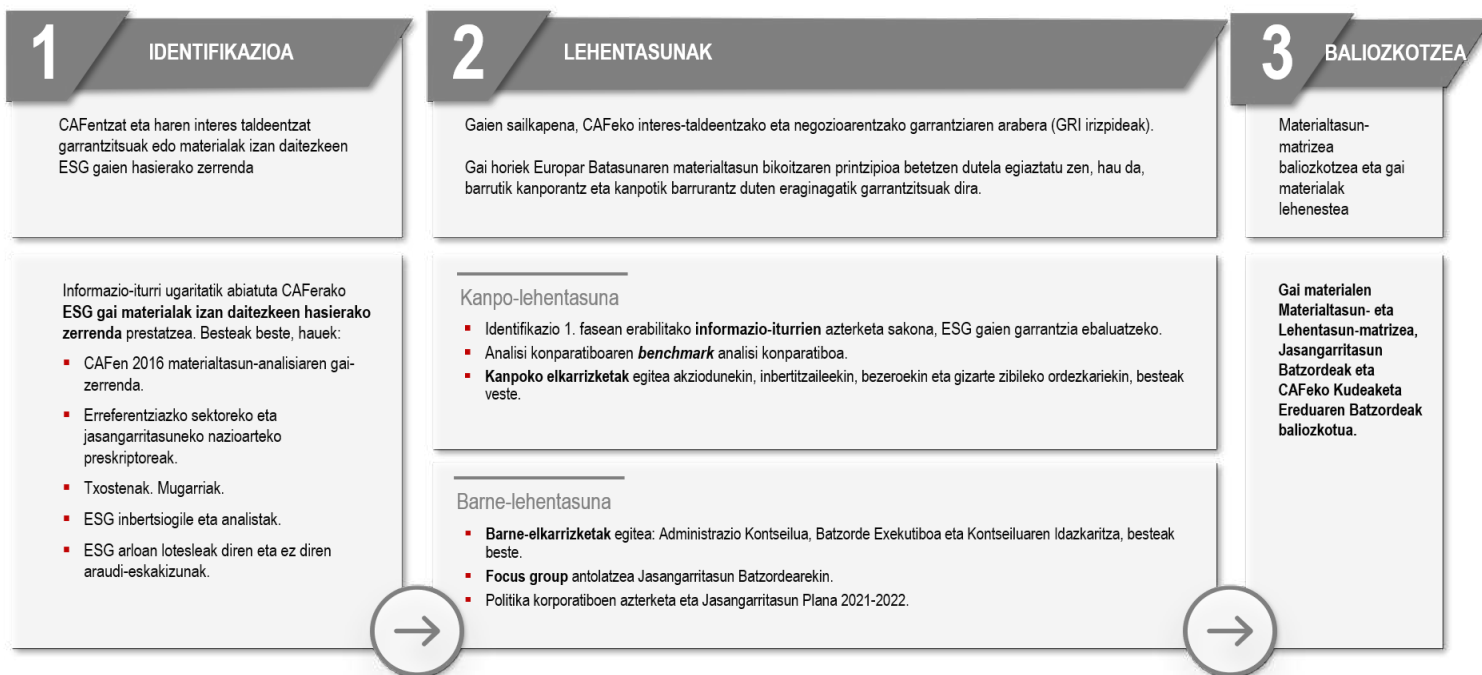 1
IDENTIFIKAZIOA
CAFentzat eta haren interes taldeentzat
garrantzitsuak edo materialak izan daitezkeen
ESG gaien hasierako zerrenda
Informazio-iturri ugaritatik abiatuta CAFerako
ESG gai materialak izan daitezkeen hasierako
zerrenda prestatzea. Besteak beste, hauek:
▪ CAFen 2016 materialtasun-analisiaren gai-
zerrenda.
▪ Erreferentziazko sektoreko eta
jasangarritasuneko nazioarteko
preskriptoreak.
▪ Txostenak. Mugarriak.
▪ ESG inbertsiogile eta analistak.
▪ ESG arloan lotesleak diren eta ez diren
araudi-eskakizunak.
2
LEHENTASUNAK
Gaien sailkapena, CAFeko interes-taldeentzako eta negozioarentzako garrantziaren arabera (GRI irizpideak).
Gai horiek Europar Batasunaren materialtasun bikoitzaren printzipioa betetzen dutela egiaztatu zen, hau da,
barrutik kanporantz eta kanpotik barrurantz duten eraginagatik garrantzitsuak dira.
Kanpo-lehentasuna
▪ Identifikazio 1. fasean erabilitako informazio-iturrien azterketa sakona, ESG gaien garrantzia ebaluatzeko.
▪ Analisi konparatiboaren benchmark analisi konparatiboa.
▪ Kanpoko elkarrizketak egitea akziodunekin, inbertitzaileekin, bezeroekin eta gizarte zibileko ordezkariekin, besteak
veste.
Barne-lehentasuna
▪ Barne-elkarrizketak egitea: Administrazio Kontseilua, Batzorde Exekutiboa eta Kontseiluaren Idazkaritza, besteak
beste.
▪ Focus group antolatzea Jasangarritasun Batzordearekin.
▪ Politika korporatiboen azterketa eta Jasangarritasun Plana 2021-2022.
3
BALIOZKOTZEA
Materialtasun-
matrizea
baliozkotzea eta gai
materialak
lehenestea
Gai materialen
Materialtasun- eta
Lehentasun-matrizea,
Jasangarritasun
Batzordeak eta
CAFeko Kudeaketa
Ereduaren Batzordeak
baliozkotua.